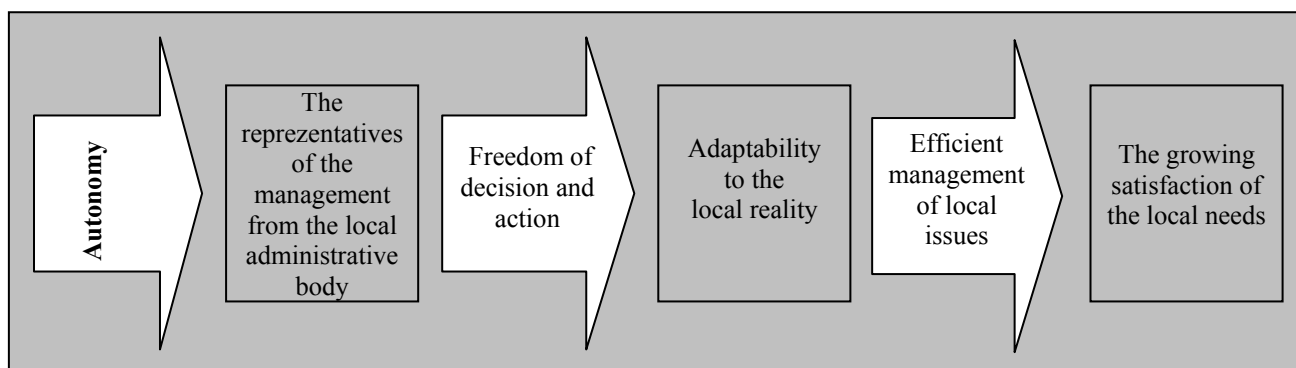 Autonomy
The
reprezentatives
of the
management
from the local
administrative
body
Freedom of
decision and
action
Adaptability
to the
local reality
Efficient
management
of local
issues
The growing
satisfaction of
the local needs